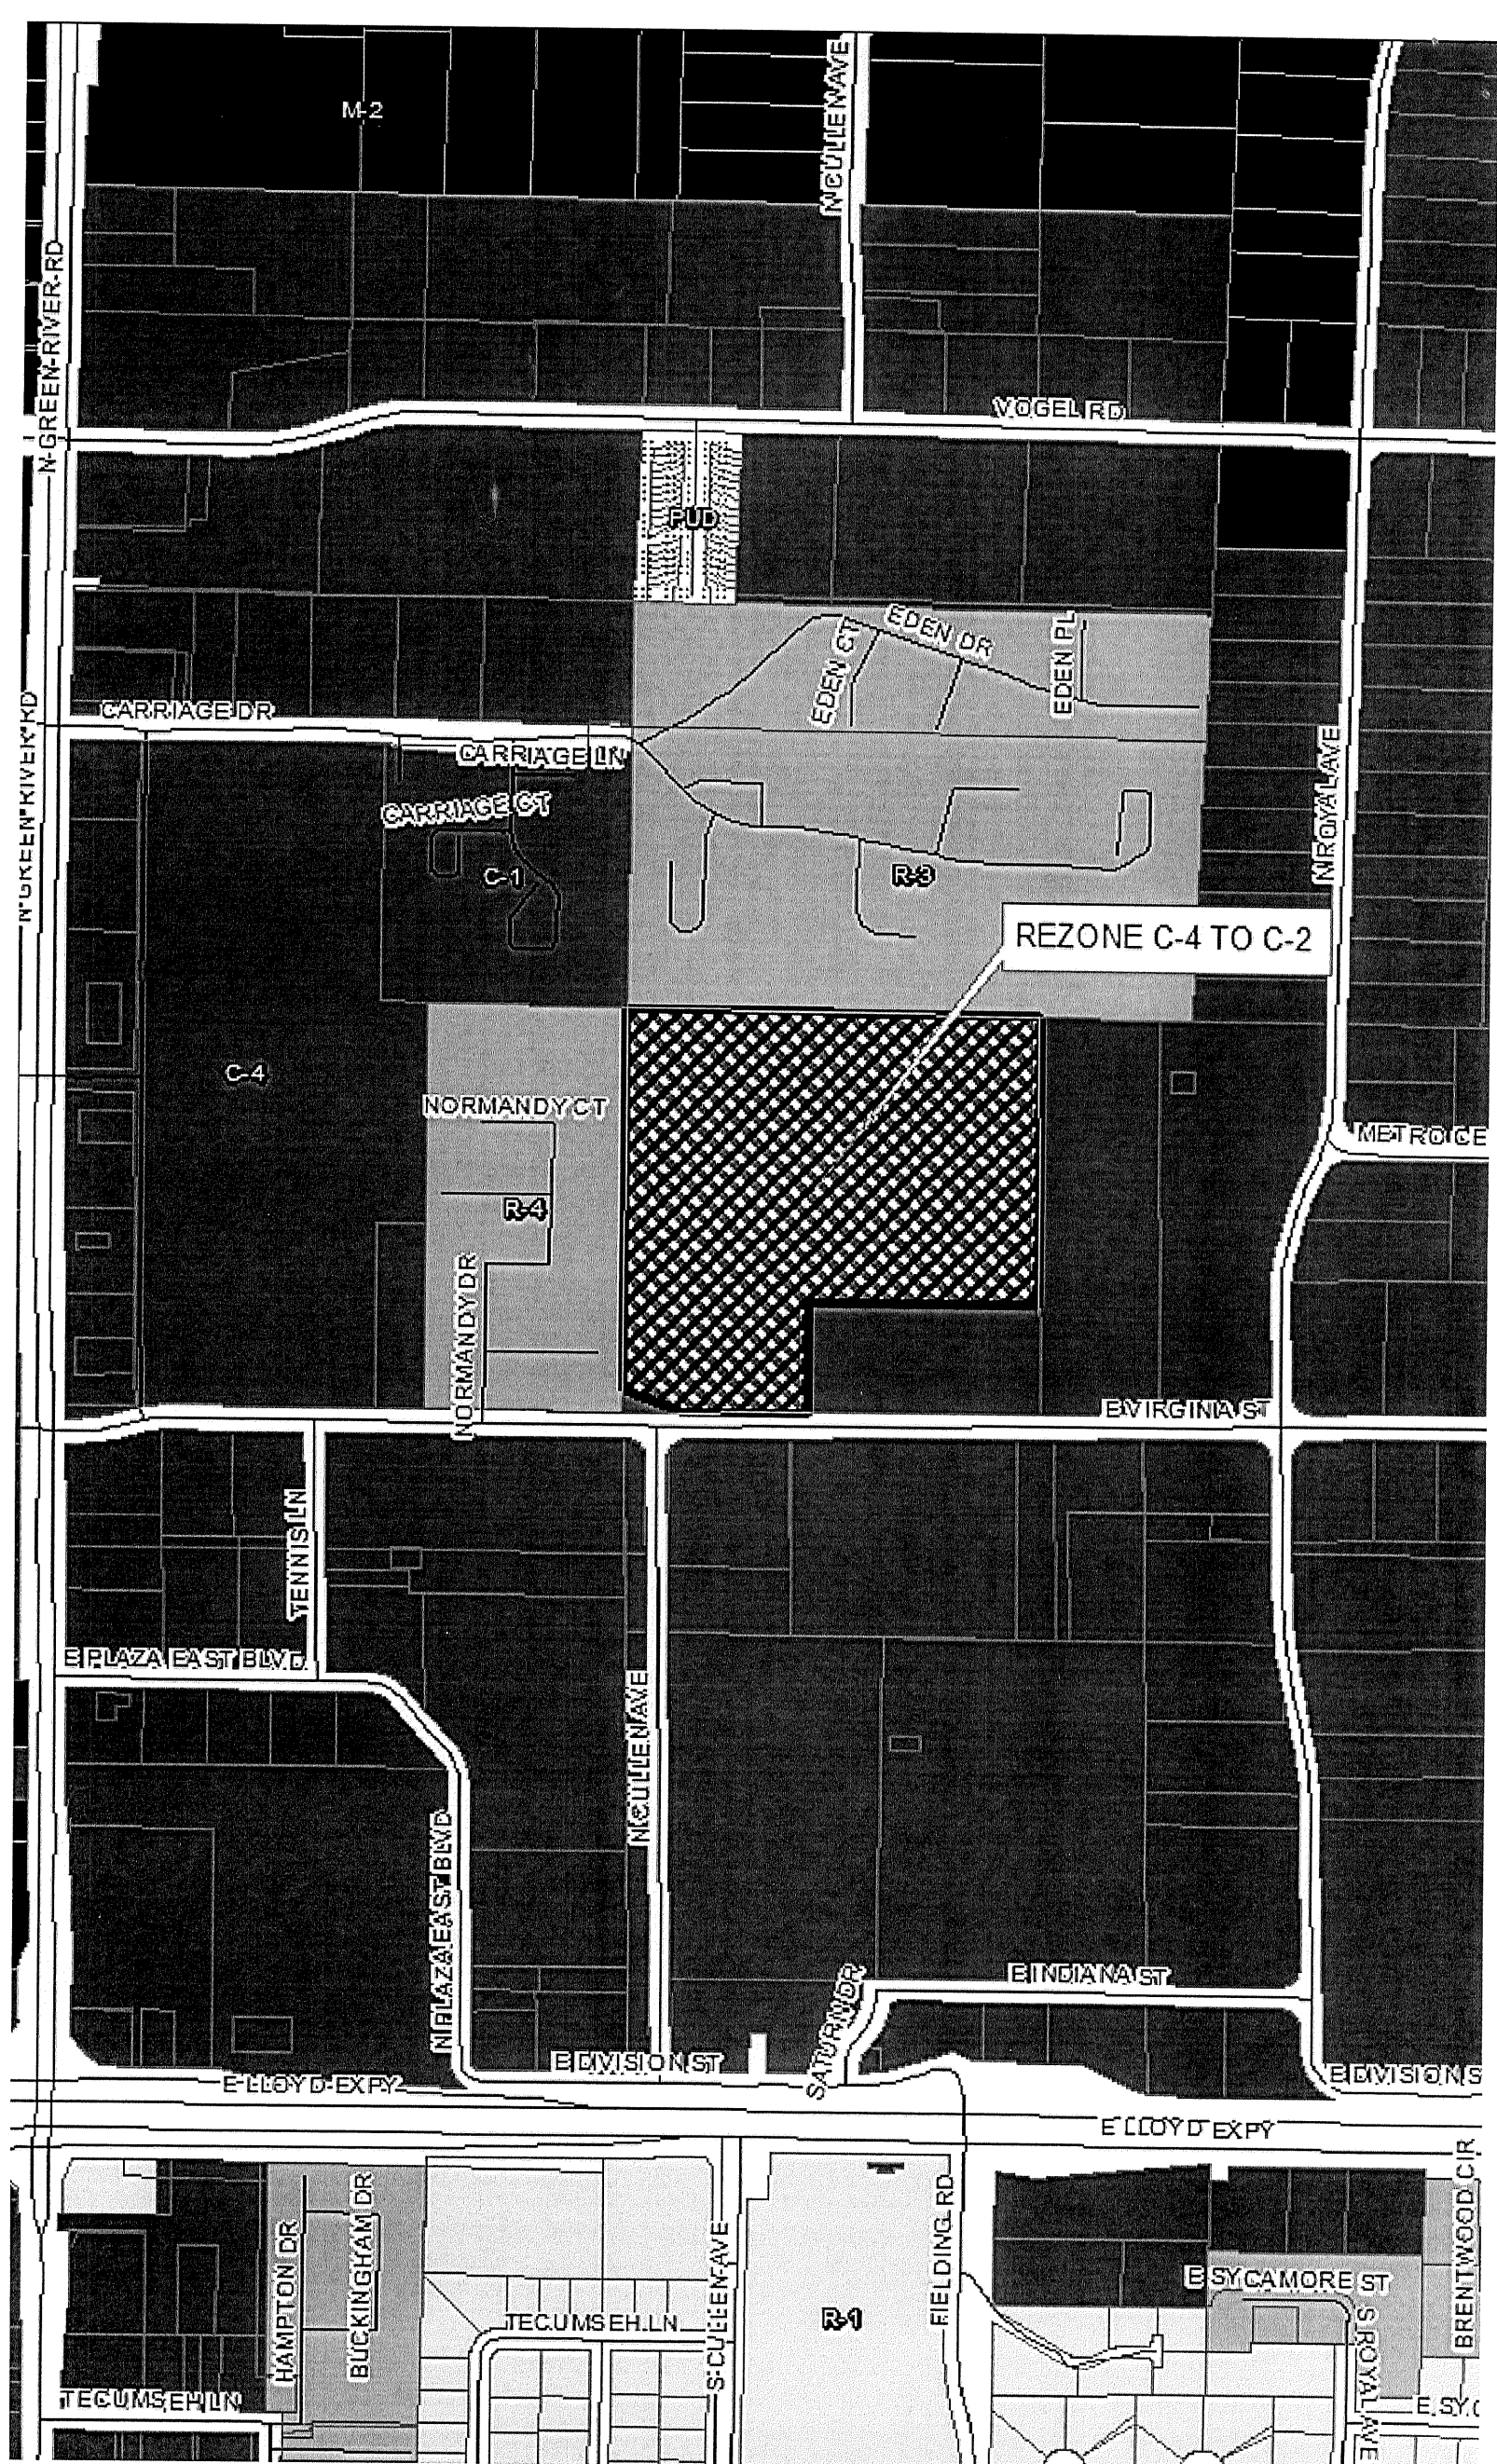 M-2
N CULLEN AVE
N GREEN RIVER RD
VOGEL RD
PUD
EDEN DR
EDEN CT
EDEN PL
N GREEN RIVER RD
CARRIAGE DR
CARRIAGE LN
CARRIAGE CT
N ROYAL AVE
C-1
R-3
REZONE C-4 TO C-2
C-4
NORMANDY CT
METRO CE
R-4
NORMANDY DR
E VIRGINIA ST
TENNIS LN
E PLAZA EAST BLVD
N CULLEN AVE
N PLAZA EAST BLVD
E INDIANA ST
SATURN DR
E DIVISION ST
E DIVISION S
E LLOYD EXPY
E LLOYD EXPY
HAMPTON DR
BUCKINGHAM DR
S CULLEN AVE
FIELDING RD
BRENTWOOD CIR
E SYCAMORE ST
TECUMSEH LN
R-1
S ROYAL AVE
TECUMSEH LN
E SYC